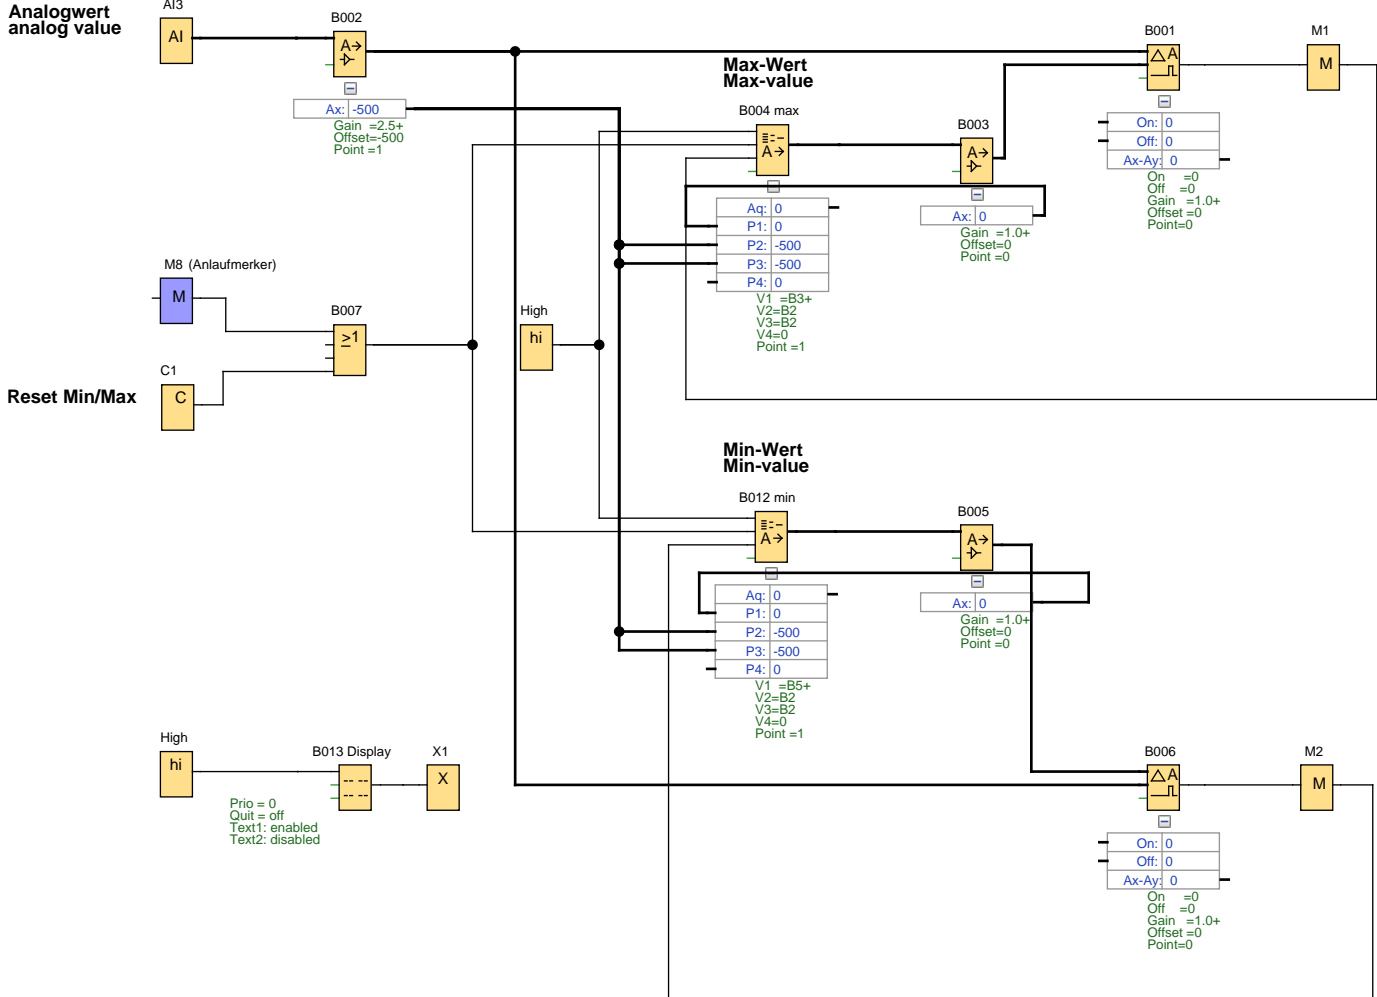 Analogwert
analog value
AI3
AI
B002
A→
Ax: -500
Gain =2.5+
Offset=-500
Point =1
Max-Wert
Max-value
B004 max
A→
Aq: 0
P1: 0
P2: -500
P3: -500
P4: 0
V1 =B3+
V2=B2
V3=B2
V4=0
Point =1
B003
A→
Ax: 0
Gain =1.0+
Offset=0
Point =0
B001
△A
On: 0
Off: 0
Ax-Ay: 0
On =0
Off =0
Gain =1.0+
Offset =0
Point=0
M1
M
M8 (Anlaufmerker)
M
B007
≥1
High
hi
C1
C
Reset Min/Max
Min-Wert
Min-value
B012 min
A→
Aq: 0
P1: 0
P2: -500
P3: -500
P4: 0
V1 =B5+
V2=B2
V3=B2
V4=0
Point =1
B005
A→
Ax: 0
Gain =1.0+
Offset=0
Point =0
High
hi
B013 Display
X1
X
Prio = 0
Quit = off
Text1: enabled
Text2: disabled
B006
△A
On: 0
Off: 0
Ax-Ay: 0
On =0
Off =0
Gain =1.0+
Offset =0
Point=0
M2
M